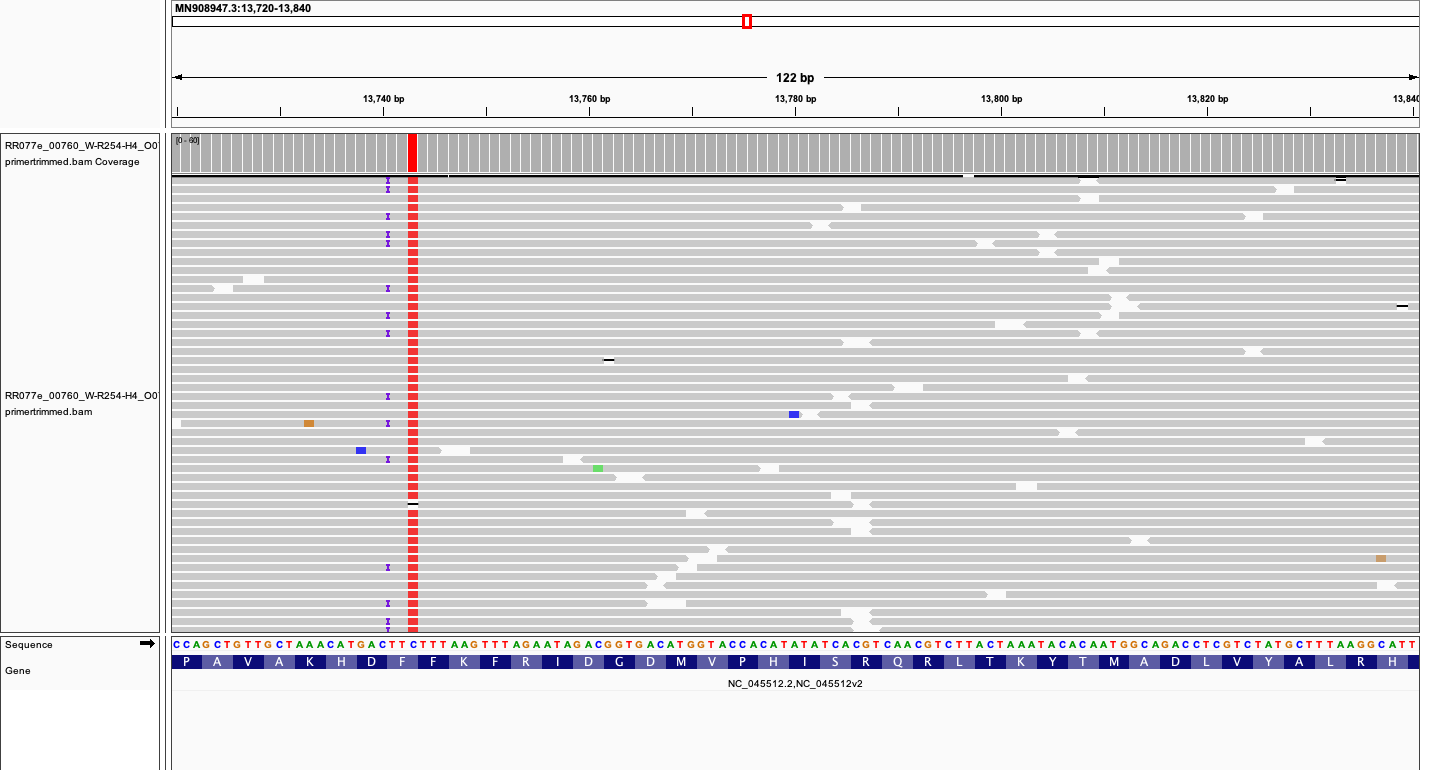 MN908947.3:13,720-13,840
122 bp
13,740 bp 13,760 bp 13,780 bp 13,800 bp 13,820 bp 13,840
[0 - 60]
RR077e_00760_W-R254-H4_O0
primertrimmed.bam Coverage
RR077e_00760_W-R254-H4_O0
primertrimmed.bam
Sequence
CCAGCTGTTGCTAAACATGACTTCTTTAAGTTTAGAATAGACGGTGACATGGTACCACATATATCACGTCAACGTCTTACTAAATACACAATGGCAGACCTCGTCTATGCTTTAAGGCATT
Gene
P A V A K H D F F K F R I D G D M V P H I S R Q R L T K Y T M A D L V Y A L R H
NC_045512.2,NC_045512v2